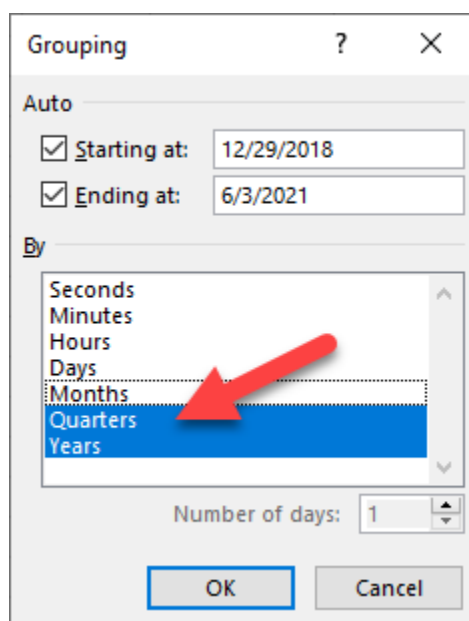 Grouping ?
Auto
Starting at: 12/29/2018
Ending at: 6/3/2021
By
Seconds
Minutes
Hours
Days
Months
Quarters
Years
Number of days: 1
OK Cancel